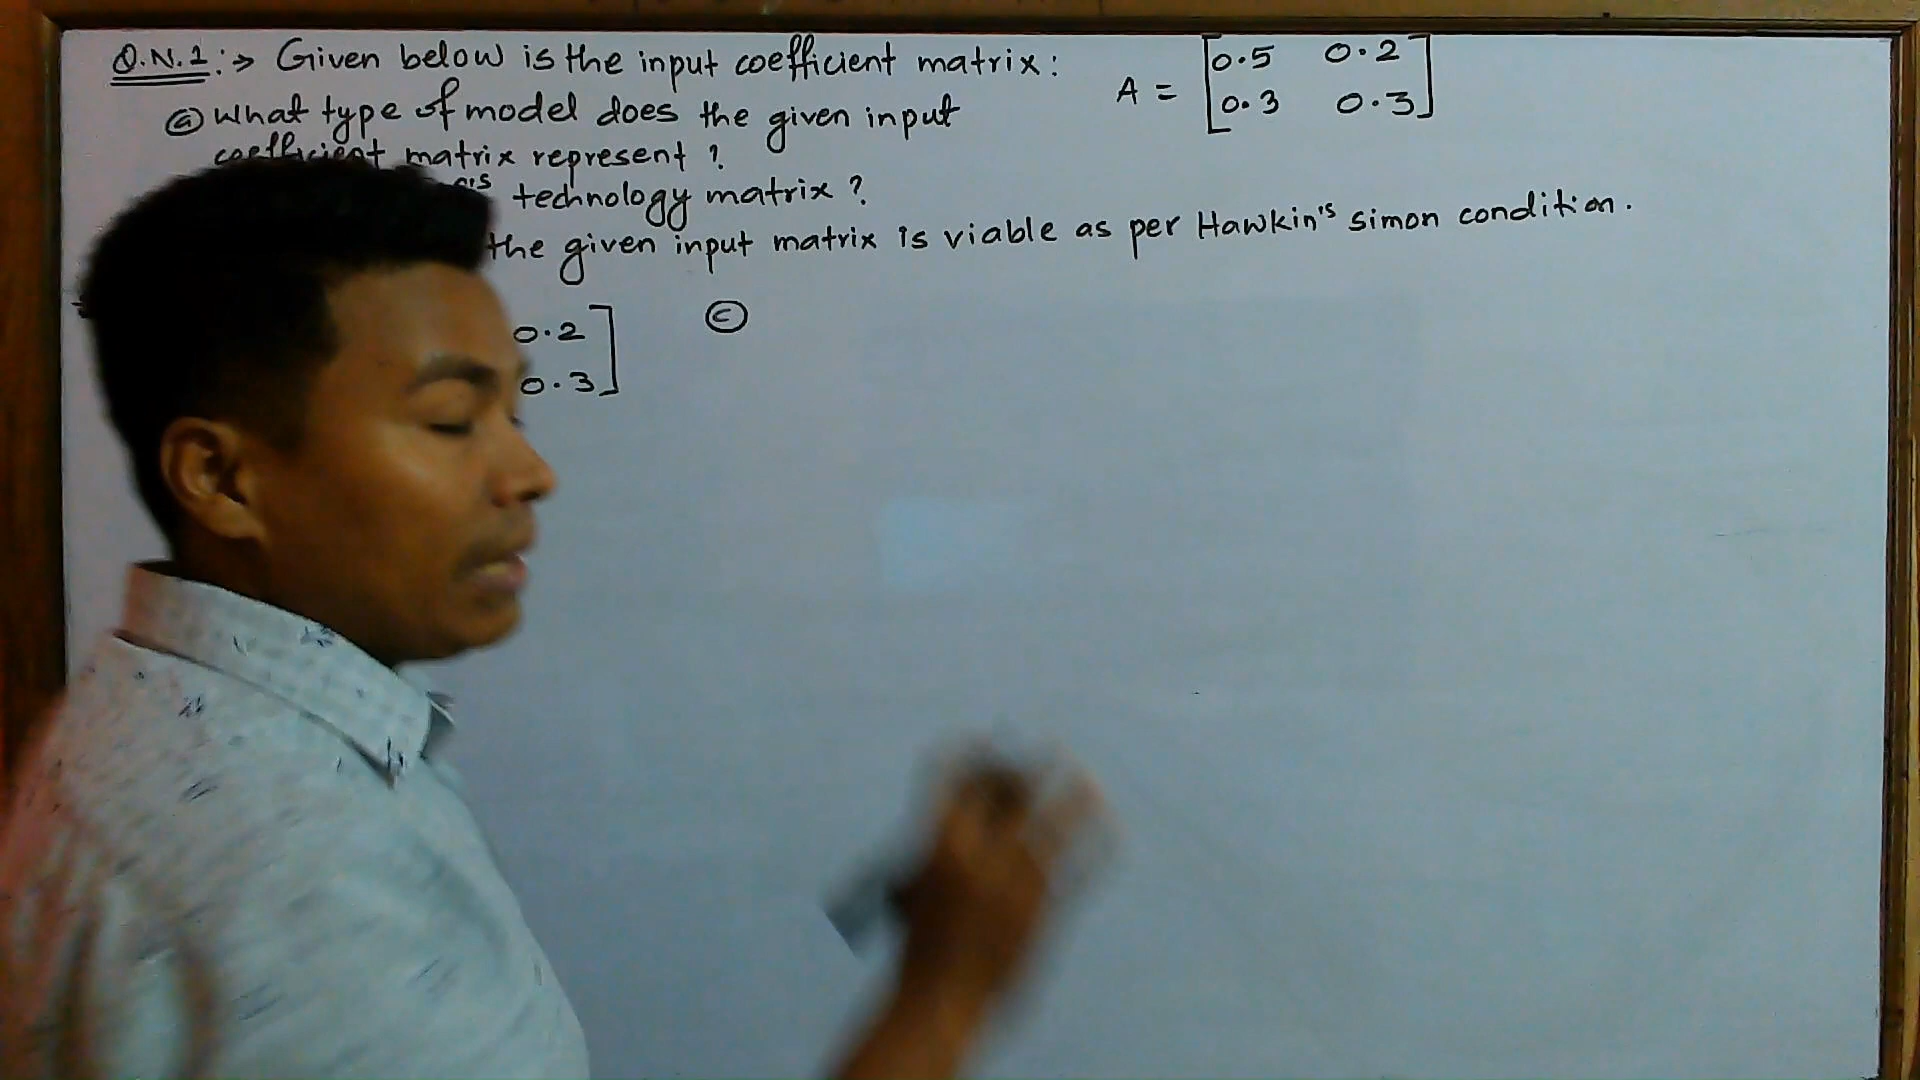 Q.N.1:→ Given below is the input coefficient matrix: A = [0.5 0.2
0.3 0.3]
ⓐ What type of model does the given input
coefficient matrix represent ?
technology matrix ?
the given input matrix is viable as per Hawkin's simon condition.
0.2]
0.3]
ⓒ